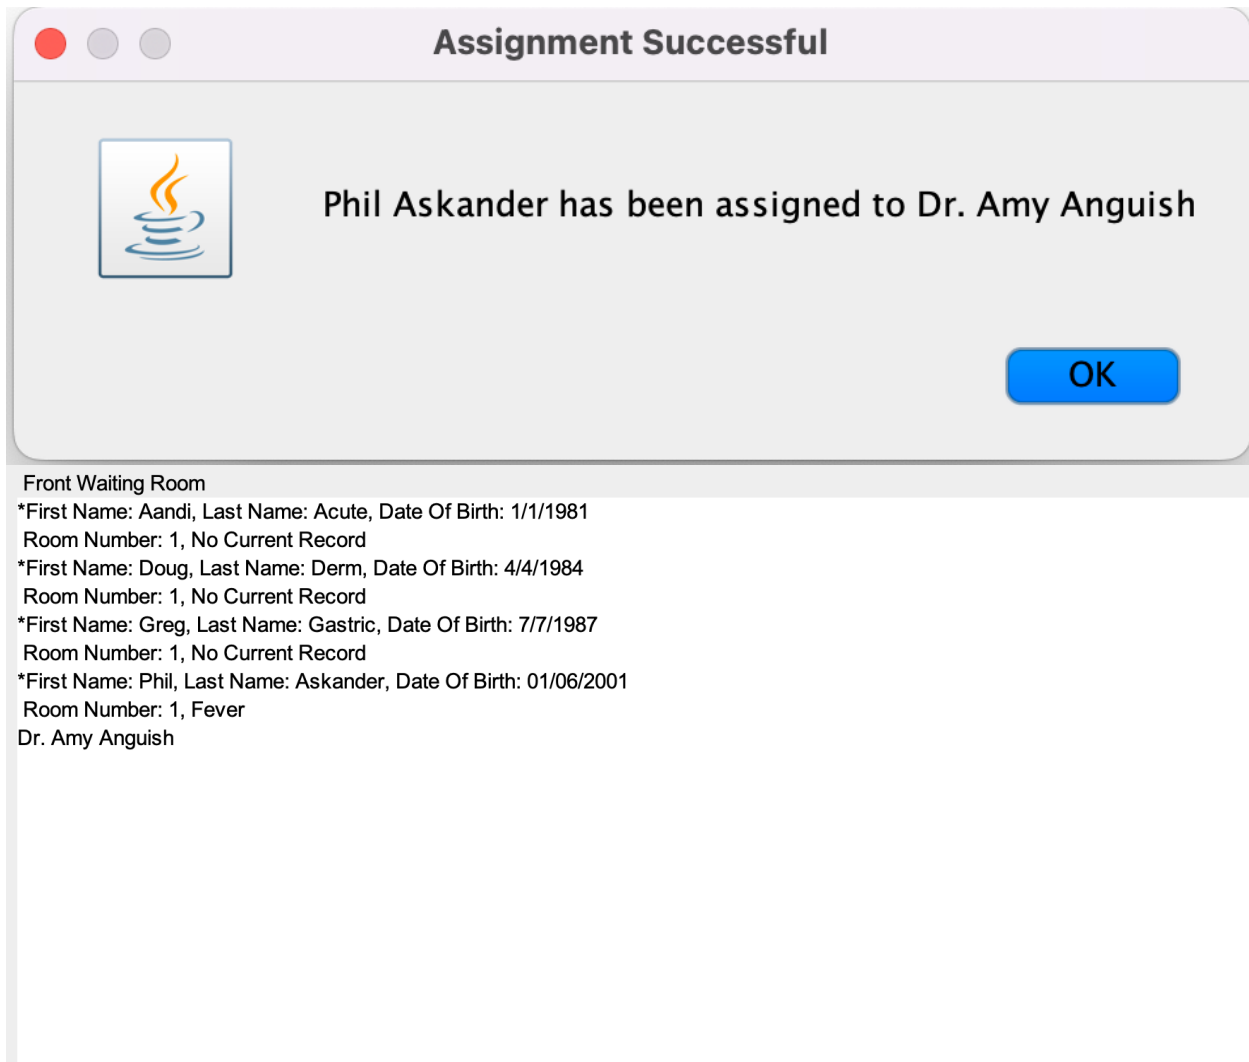 Assignment Successful
Phil Askander has been assigned to Dr. Amy Anguish
OK
Front Waiting Room
*First Name: Aandi, Last Name: Acute, Date Of Birth: 1/1/1981
Room Number: 1, No Current Record
*First Name: Doug, Last Name: Derm, Date Of Birth: 4/4/1984
Room Number: 1, No Current Record
*First Name: Greg, Last Name: Gastric, Date Of Birth: 7/7/1987
Room Number: 1, No Current Record
*First Name: Phil, Last Name: Askander, Date Of Birth: 01/06/2001
Room Number: 1, Fever
Dr. Amy Anguish